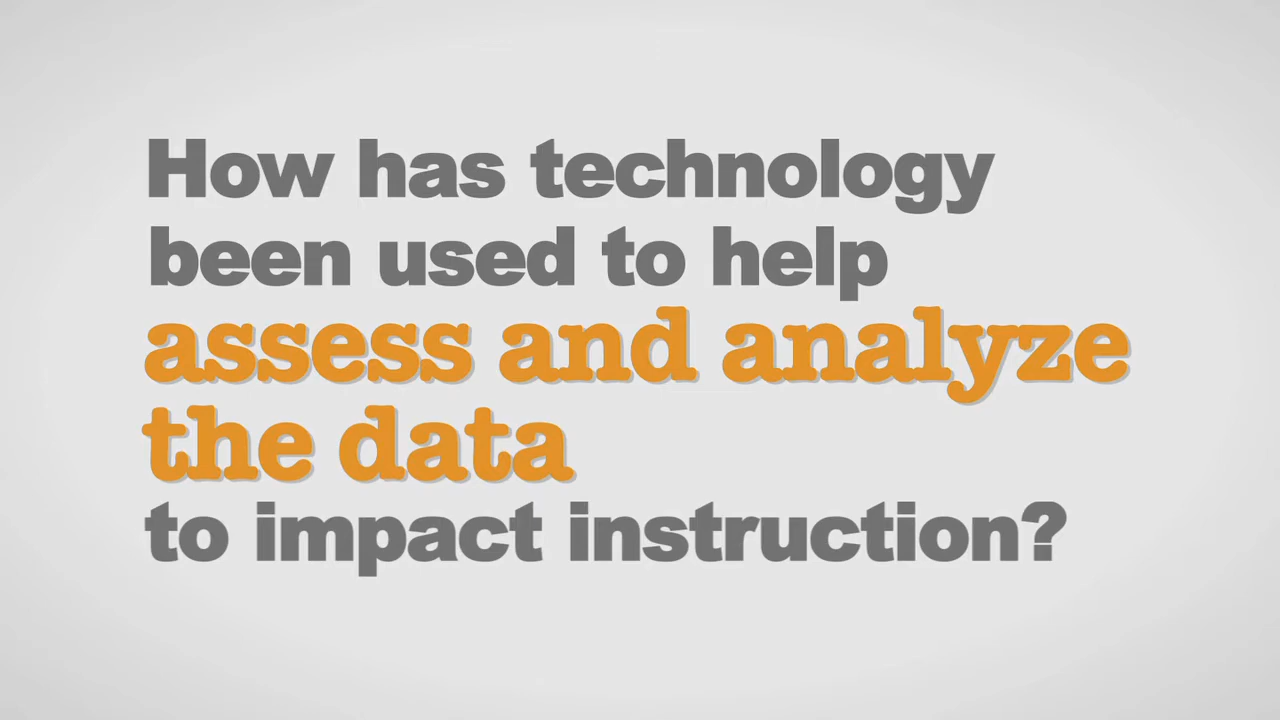 How has technology
been used to help
assess and analyze
the data
to impact instruction?